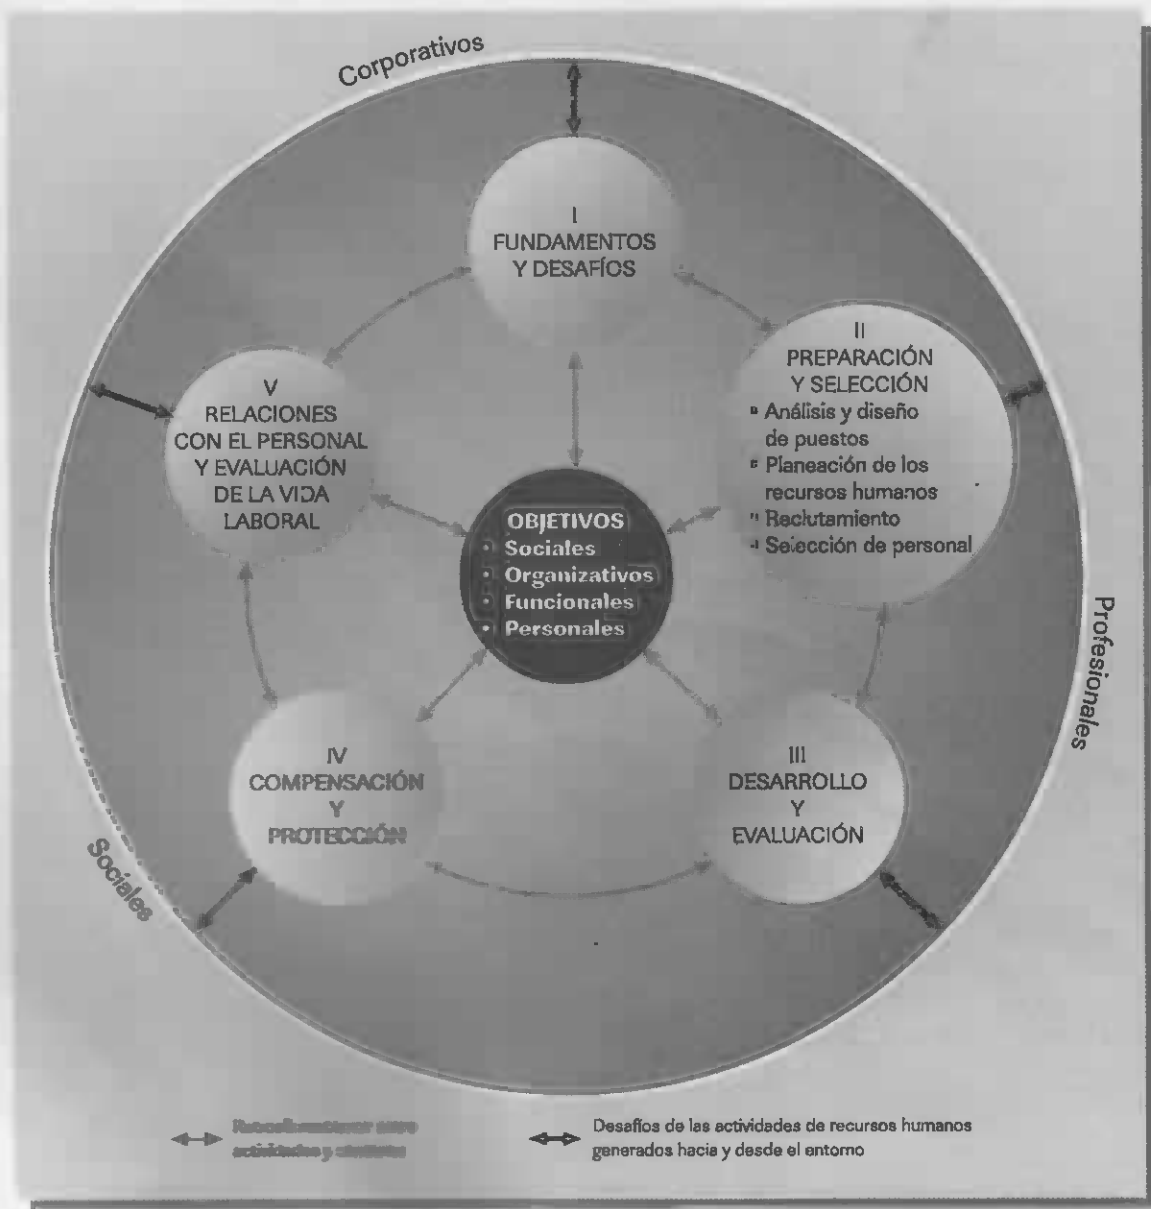 Corporativos
I
FUNDAMENTOS
Y DESAFÍOS
II
PREPARACIÓN
Y SELECCIÓN
Análisis y diseño
de puestos
Planeación de los
recursos humanos
Reclutamiento
Selección de personal
V
RELACIONES
CON EL PERSONAL
Y EVALUACIÓN
DE LA VIDA
LABORAL
OBJETIVOS
• Sociales
• Organizativos
• Funcionales
• Personales
Profesionales
III
DESARROLLO
Y
EVALUACIÓN
IV
COMPENSACIÓN
Y
PROTECCIÓN
Sociales
entre
actividades y
Desafíos de las actividades de recursos humanos
generados hacia y desde el entorno